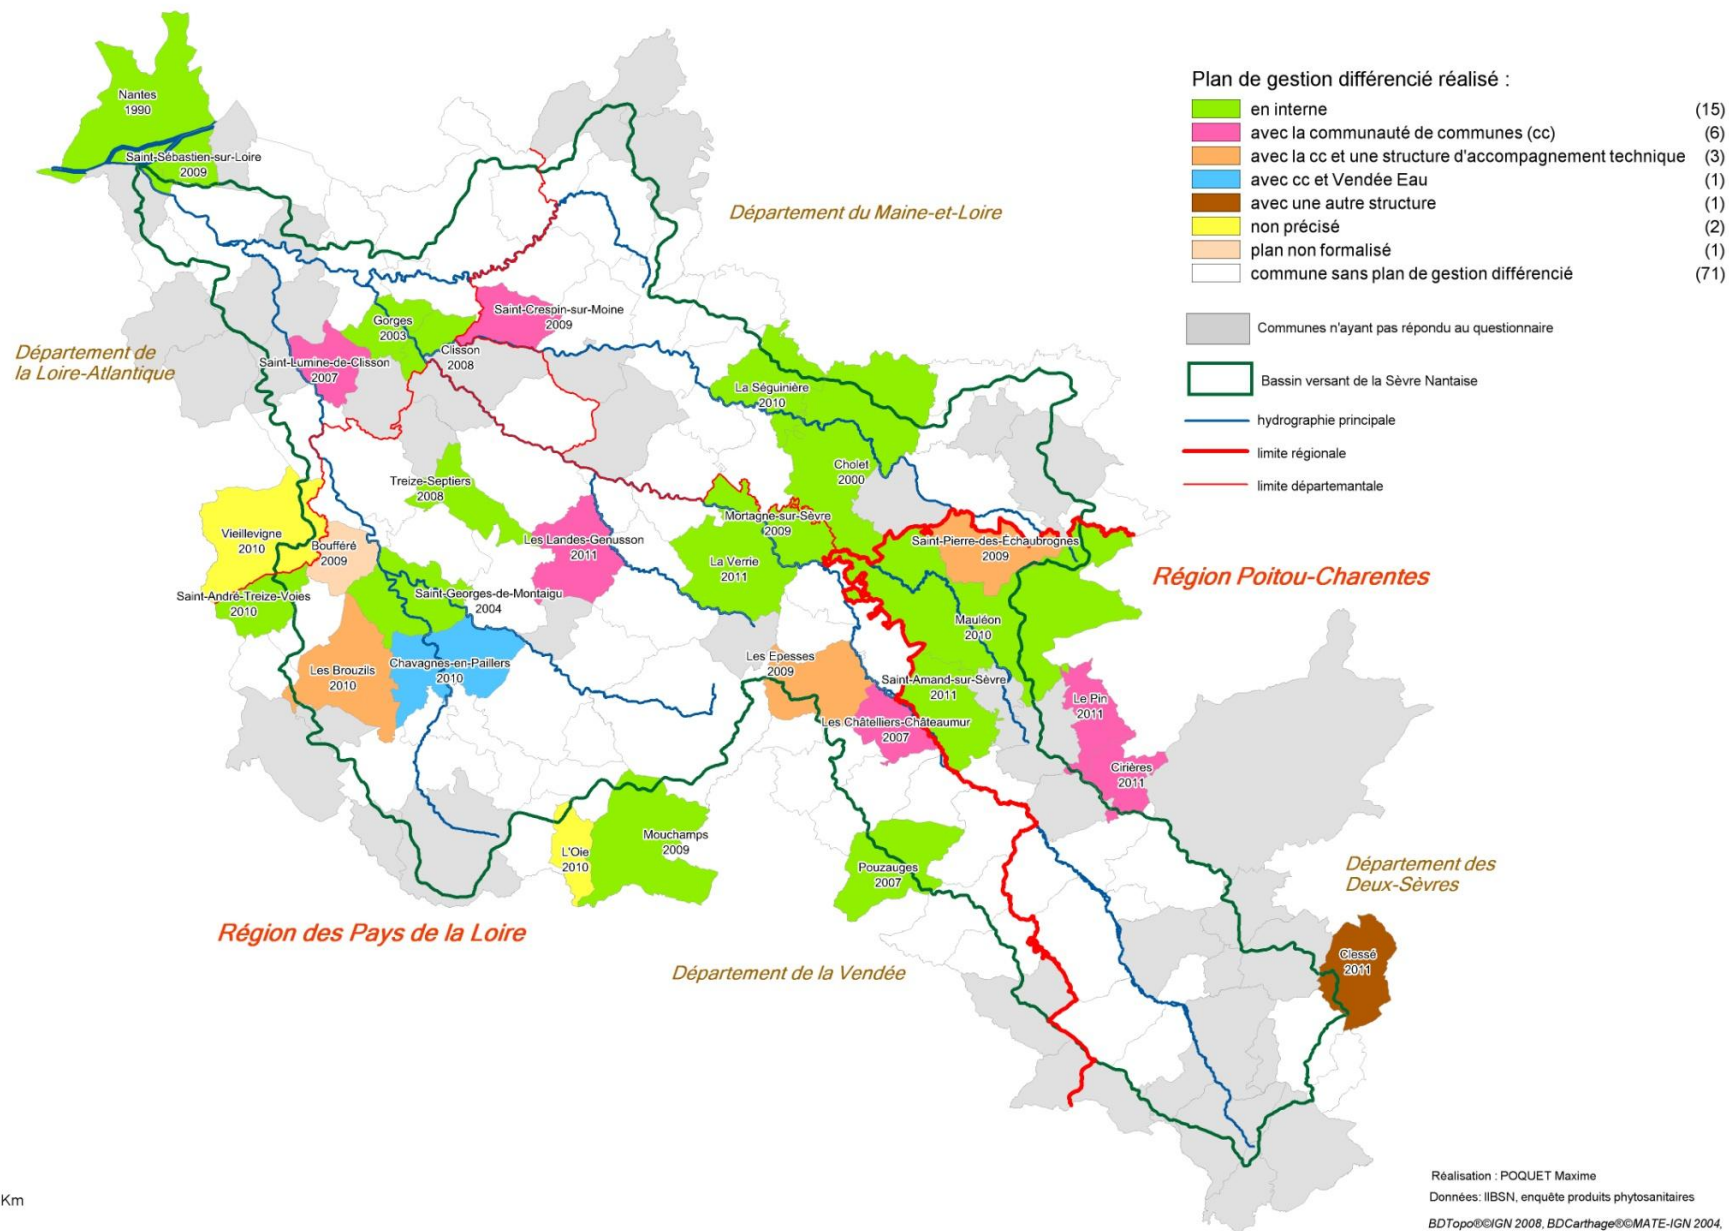 Plan de gestion différencié réalisé :
en interne (15)
avec la communauté de communes (cc) (6)
avec la cc et une structure d'accompagnement technique (3)
avec cc et Vendée Eau (1)
avec une autre structure (1)
non précisé (2)
plan non formalisé (1)
commune sans plan de gestion différencié (71)
Communes n'ayant pas répondu au questionnaire
Bassin versant de la Sèvre Nantaise
hydrographie principale
limite régionale
limite départemantale
Nantes
1990
Saint-Sébastien-sur-Loire
2009
Département du Maine-et-Loire
Département de
la Loire-Atlantique
Saint-Crespin-sur-Moine
2009
Gorges
2003
Clisson
2008
Saint-Lumine-de-Clisson
2007
La Séguinière
2010
Cholet
2000
Treize-Septiers
2008
Mortagne-sur-Sèvre
2009
Vieillevigne
2010
Boufféré
2009
Les Landes-Genusson
2011
La Verrie
2011
Saint-Pierre-des-Échaubrognes
2009
Région Poitou-Charentes
Saint-André-Treize-Voies
2010
Saint-Georges-de-Montaigu
2004
Mauléon
2010
Les Brouzils
2010
Chavagnes-en-Paillers
2010
Les Epesses
2009
Saint-Amand-sur-Sèvre
2011
Le Pin
2011
Les Châtelliers-Châteaumur
2007
Cirières
2011
L'Oie
2010
Mouchamps
2009
Pouzauges
2007
Département des
Deux-Sèvres
Région des Pays de la Loire
Département de la Vendée
Clessé
2011
Km
Réalisation : POQUET Maxime
Données: IIBSN, enquête produits phytosanitaires
BDTopo®©IGN 2008, BDCarthage®©MATE-IGN 2004.